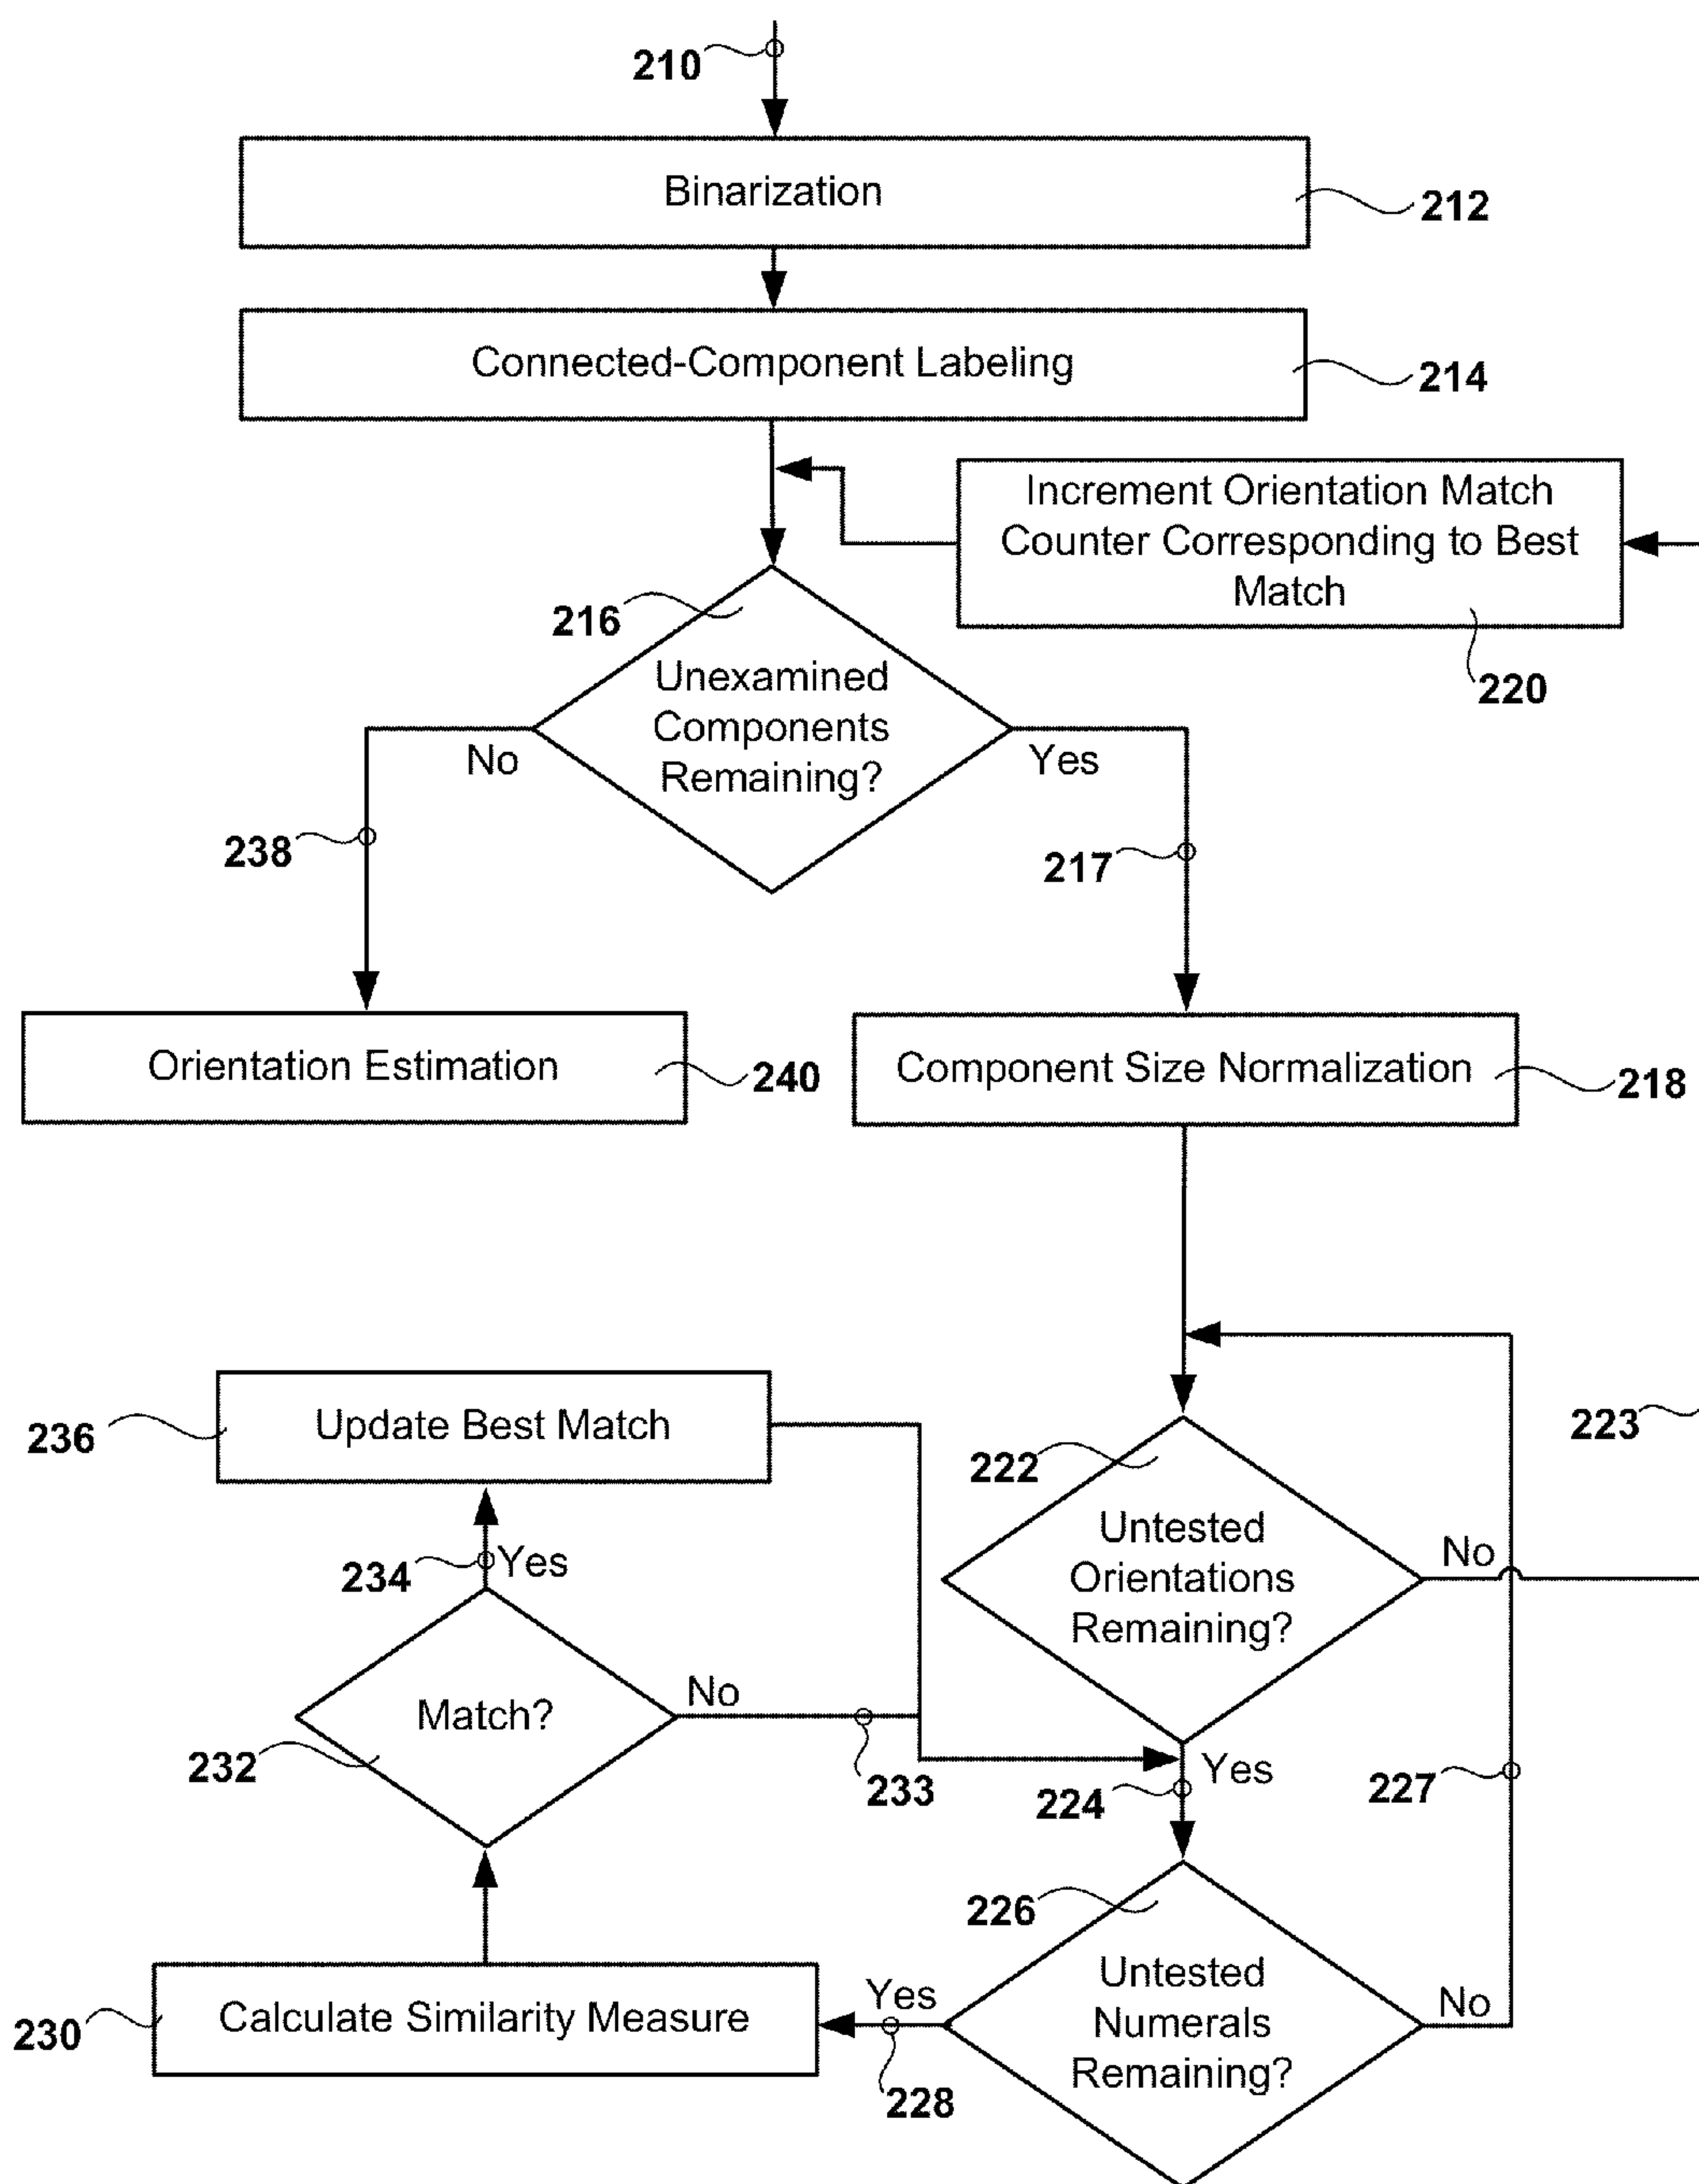 210
Binarization
212
Connected-Component Labeling
214
Increment Orientation Match
Counter Corresponding to Best
Match
220
216
Unexamined
Components
Remaining?
No
Yes
238
217
Orientation Estimation
240
Component Size Normalization
218
236
Update Best Match
222
223
Untested
Orientations
Remaining?
No
234
Yes
Match?
No
232
233
Yes
224
227
226
Untested
Numerals
Remaining?
No
Yes
228
Calculate Similarity Measure
230